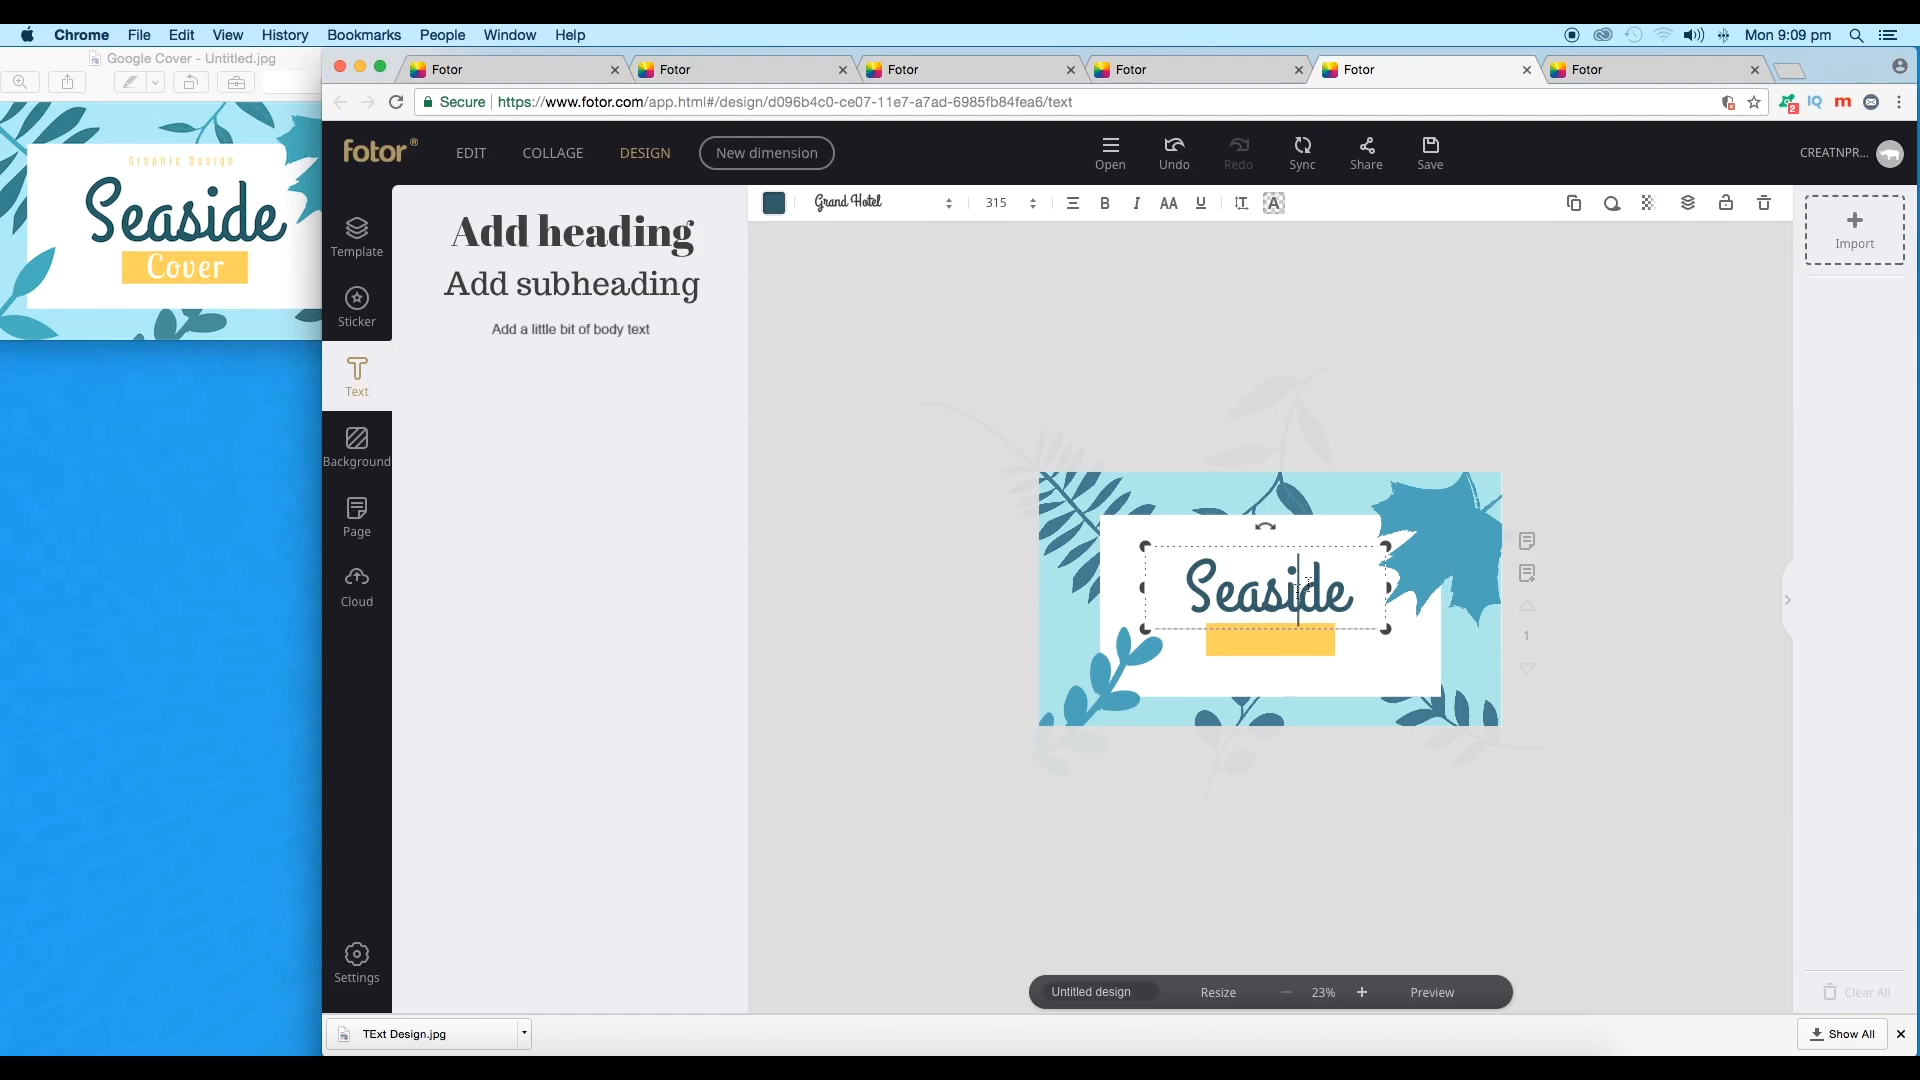 Chrome File Edit View History Bookmarks People Window Help
Mon 9:09 pm
Google Cover - Untitled.jpg
Fotor Fotor Fotor Fotor Fotor Fotor
Secure https://www.fotor.com/app.html#/design/d096b4c0-ce07-11e7-a7ad-6985fb84fea6/text
2 IQ m
fotor® EDIT COLLAGE DESIGN New dimension
Open Undo Redo Sync Share Save
CREATNPR...
Graphic Design
Seaside
Cover
Template
Sticker
Text
Background
Page
Cloud
Settings
Add heading
Add subheading
Add a little bit of body text
Grand Hotel 315 B I AA U A
Import
Seaside
1
Untitled design Resize 23% Preview
Clear All
TExt Design.jpg
Show All